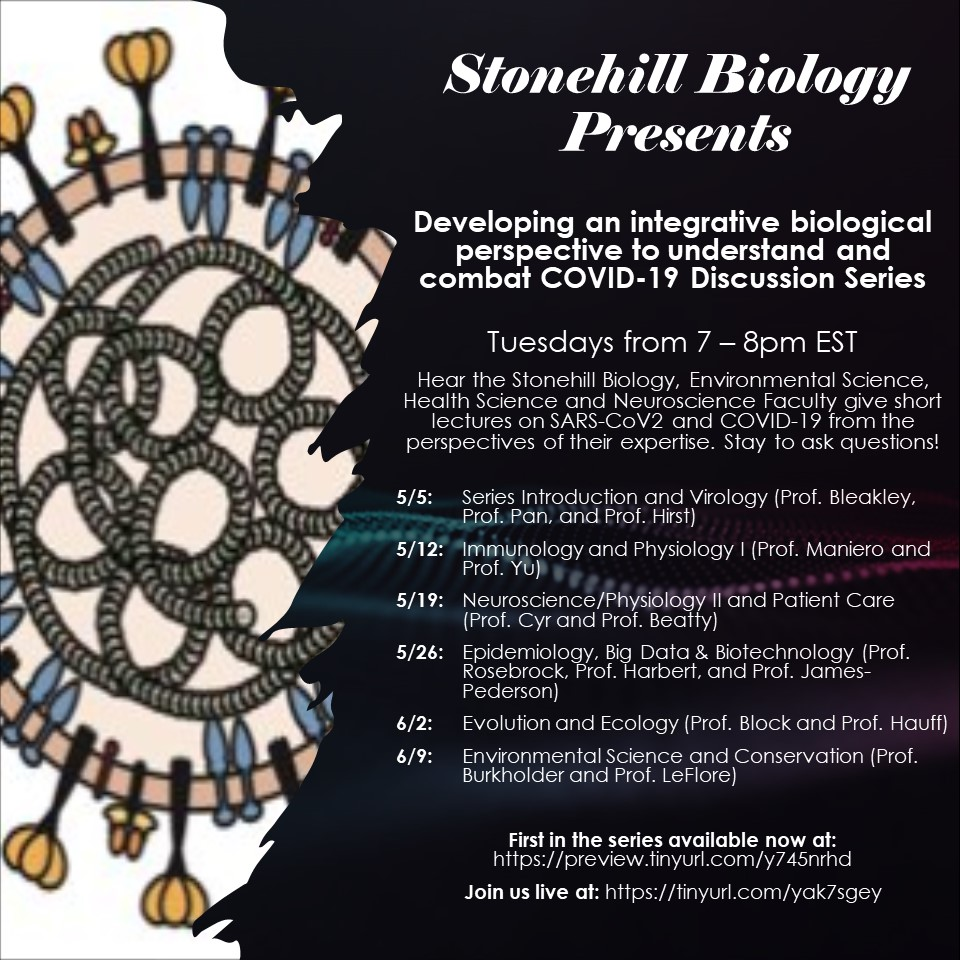 Stonehill Biology
Presents
Developing an integrative biological
perspective to understand and
combat COVID-19 Discussion Series
Tuesdays from 7 – 8pm EST
Hear the Stonehill Biology, Environmental Science,
Health Science and Neuroscience Faculty give short
lectures on SARS-CoV2 and COVID-19 from the
perspectives of their expertise. Stay to ask questions!
5/5: Series Introduction and Virology (Prof. Bleakley,
Prof. Pan, and Prof. Hirst)
5/12: Immunology and Physiology I (Prof. Maniero and
Prof. Yu)
5/19: Neuroscience/Physiology II and Patient Care
(Prof. Cyr and Prof. Beatty)
5/26: Epidemiology, Big Data & Biotechnology (Prof.
Rosebrock, Prof. Harbert, and Prof. James-
Pederson)
6/2: Evolution and Ecology (Prof. Block and Prof. Hauff)
6/9: Environmental Science and Conservation (Prof.
Burkholder and Prof. LeFlore)
First in the series available now at:
https://preview.tinyurl.com/y745nrhd
Join us live at: https://tinyurl.com/yak7sgey